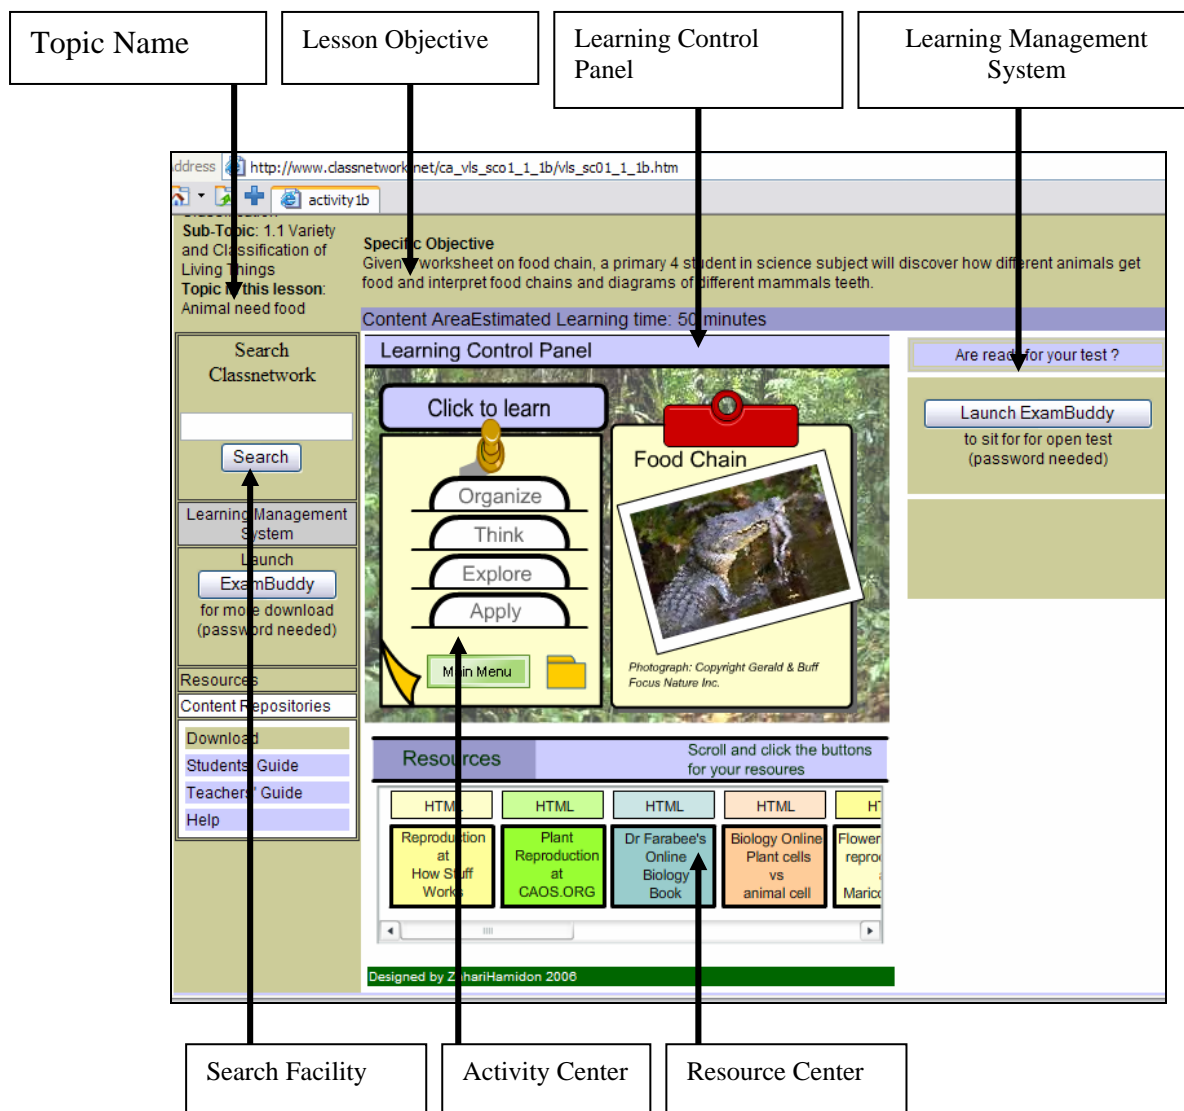 Topic Name
Lesson Objective
Learning Control
Panel
Learning Management
System
Address http://www.classnetwork.net/ca_vls_sco1_1_1b/vls_sc01_1_1b.htm
activity1b
Sub-Topic: 1.1 Variety
and Classification of
Living Things
Topic in this lesson:
Animal need food
Specific Objective
Given a worksheet on food chain, a primary 4 student in science subject will discover how different animals get
food and interpret food chains and diagrams of different mammals teeth.
Content AreaEstimated Learning time: 50 minutes
Search
Classnetwork
Search
Learning Management
System
Launch
ExamBuddy
for more download
(password needed)
Resources
Content Repositories
Download
Students' Guide
Teachers' Guide
Help
Learning Control Panel
Click to learn
Organize
Think
Explore
Apply
Main Menu
Food Chain
Photograph: Copyright Gerald & Buff
Focus Nature Inc.
Are ready for your test ?
Launch ExamBuddy
to sit for for open test
(password needed)
Resources
Scroll and click the buttons
for your resoures
HTML
Reproduction
at
How Stuff
Works
HTML
Plant
Reproduction
at
CAOS.ORG
HTML
Dr Farabee's
Online
Biology
Book
HTML
Biology Online
Plant cells
vs
animal cell
Designed by ZahariHamidon 2006
Search Facility
Activity Center
Resource Center